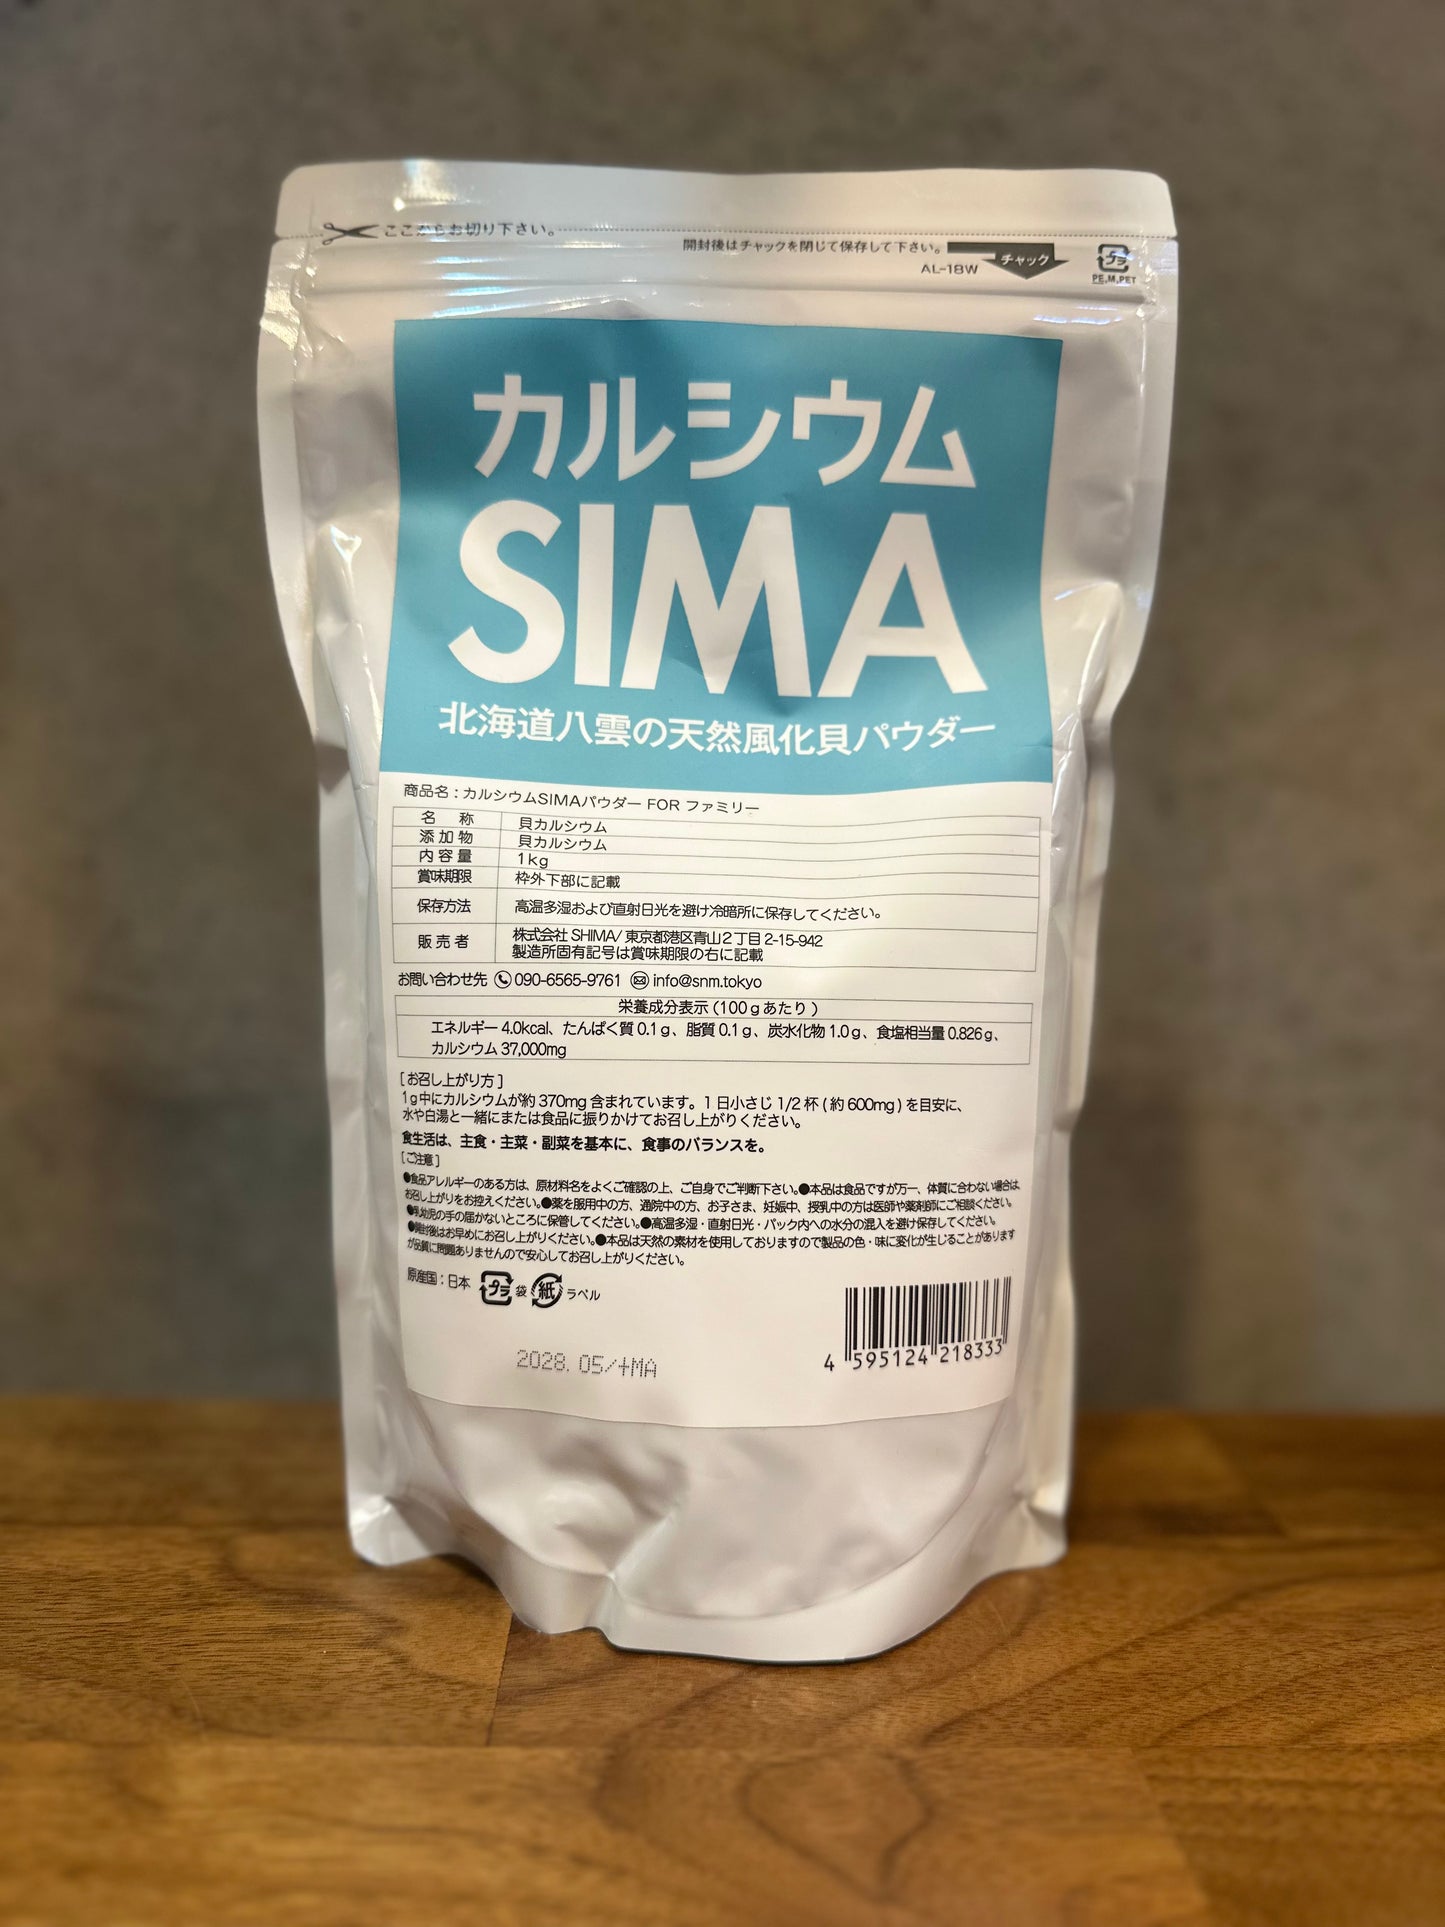 ここからお切り下さい。
開封後はチャックを閉じて保存して下さい。
チャック
AL-18W
プラ
PE,M,PET
カルシウム
SIMA
北海道八雲の天然風化貝パウダー
商品名：カルシウムSIMAパウダー FOR ファミリー
名称 貝カルシウム
添加物 貝カルシウム
内容量 1kg
賞味期限 枠外下部に記載
保存方法 高温多湿および直射日光を避け冷暗所に保存してください。
販売者 株式会社 SHIMA/ 東京都港区青山2丁目 2-15-942
製造所固有記号は賞味期限の右に記載
お問い合わせ先 090-6565-9761 info@snm.tokyo
栄養成分表示 (100gあたり)
エネルギー 4.0kcal、たんぱく質 0.1g、脂質 0.1g、炭水化物 1.0g、食塩相当量 0.826g、
カルシウム 37,000mg
[お召し上がり方]
1g中にカルシウムが約 370mg 含まれています。1日小さじ 1/2 杯 (約 600mg) を目安に、
水や白湯と一緒にまたは食品に振りかけてお召し上がりください。
食生活は、主食・主菜・副菜を基本に、食事のバランスを。
[ご注意]
●食品アレルギーのある方は、原材料名をよくご確認の上、ご自身でご判断下さい。●本品は食品ですが万一、体質に合わない場合は、
お召し上がりをお控えください。●薬を服用中の方、通院中の方、お子さま、妊娠中、授乳中の方は医師や薬剤師にご相談ください。
●乳幼児の手の届かないところに保管してください。●高温多湿・直射日光・パック内への水分の混入を避け保存してください。
●開封後はお早めにお召し上がりください。●本品は天然の素材を使用しておりますので製品の色・味に変化が生じることがあります
が品質に問題ありませんので安心してお召し上がりください。
原産国：日本 プラ 袋 紙 ラベル
2028. 05/+MA
4 595124 218333